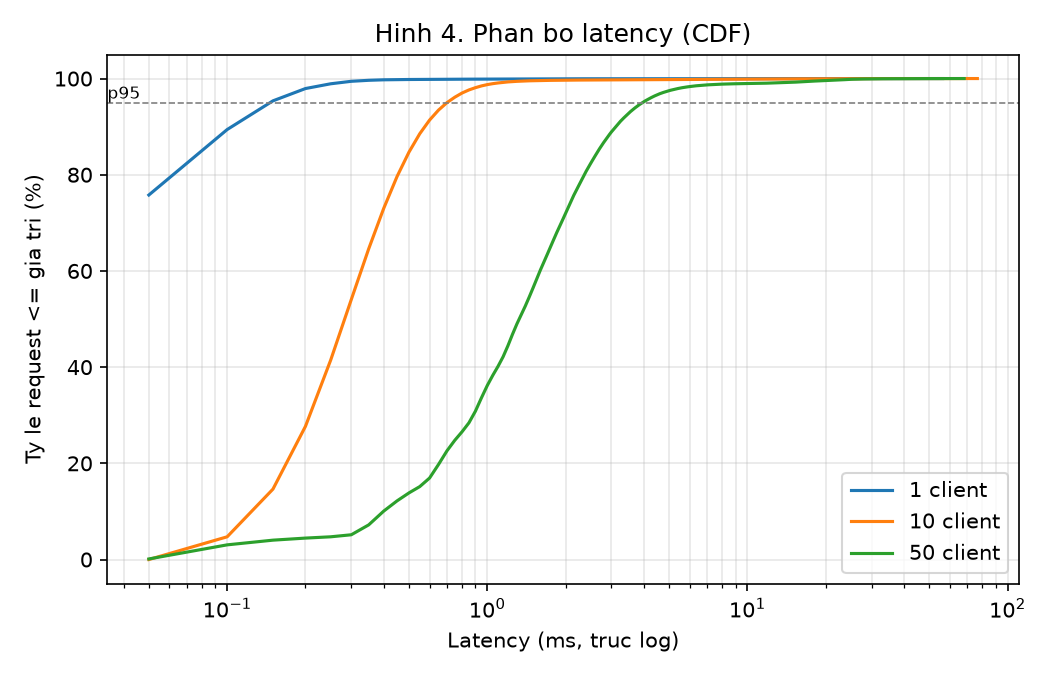 Hinh 4. Phan bo latency (CDF)
Ty le request <= gia tri (%)
100
80
60
40
20
0
p95
10⁻¹
10⁰
10¹
10²
Latency (ms, truc log)
1 client
10 client
50 client